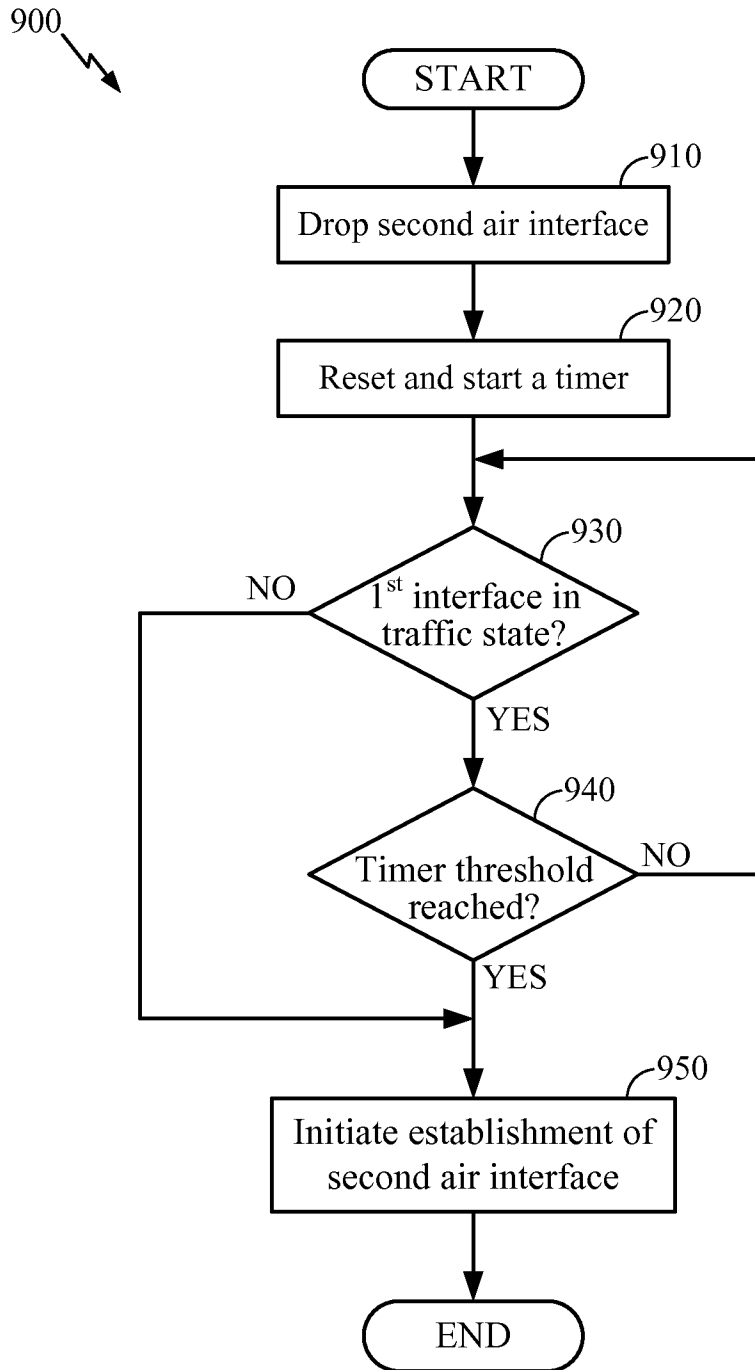 900
START
910
Drop second air interface
920
Reset and start a timer
930
NO
1st interface in
traffic state?
YES
940
Timer threshold
reached?
NO
YES
950
Initiate establishment of
second air interface
END